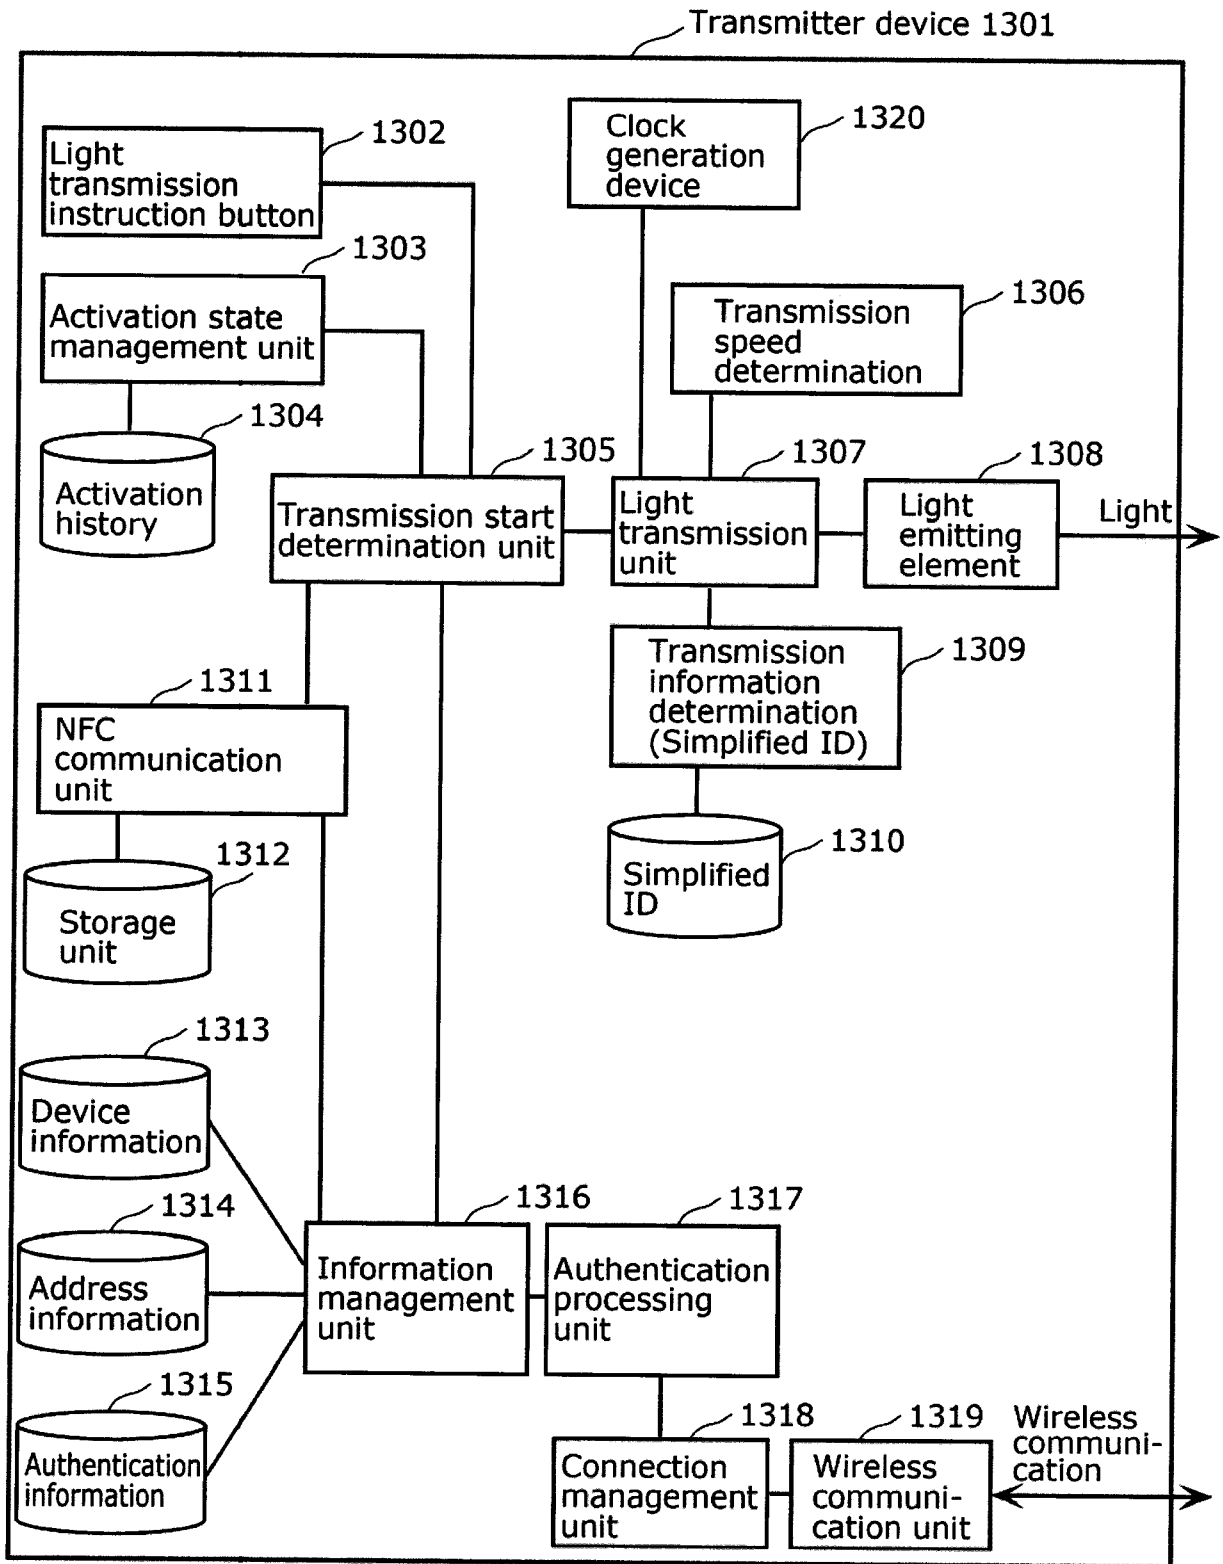 Transmitter device 1301
1302
Light
transmission
instruction button
1320
Clock
generation
device
1303
Activation state
management unit
1306
Transmission
speed
determination
1304
Activation
history
1305
Transmission start
determination unit
1307
Light
transmission
unit
1308
Light
emitting
element
Light
1309
Transmission
information
determination
(Simplified ID)
1311
NFC
communication
unit
1310
Simplified
ID
1312
Storage
unit
1313
Device
information
1314
Address
information
1316
Information
management
unit
1317
Authentication
processing
unit
1315
Authentication
information
1318
Connection
management
unit
1319
Wireless
communi-
cation unit
Wireless
communi-
cation